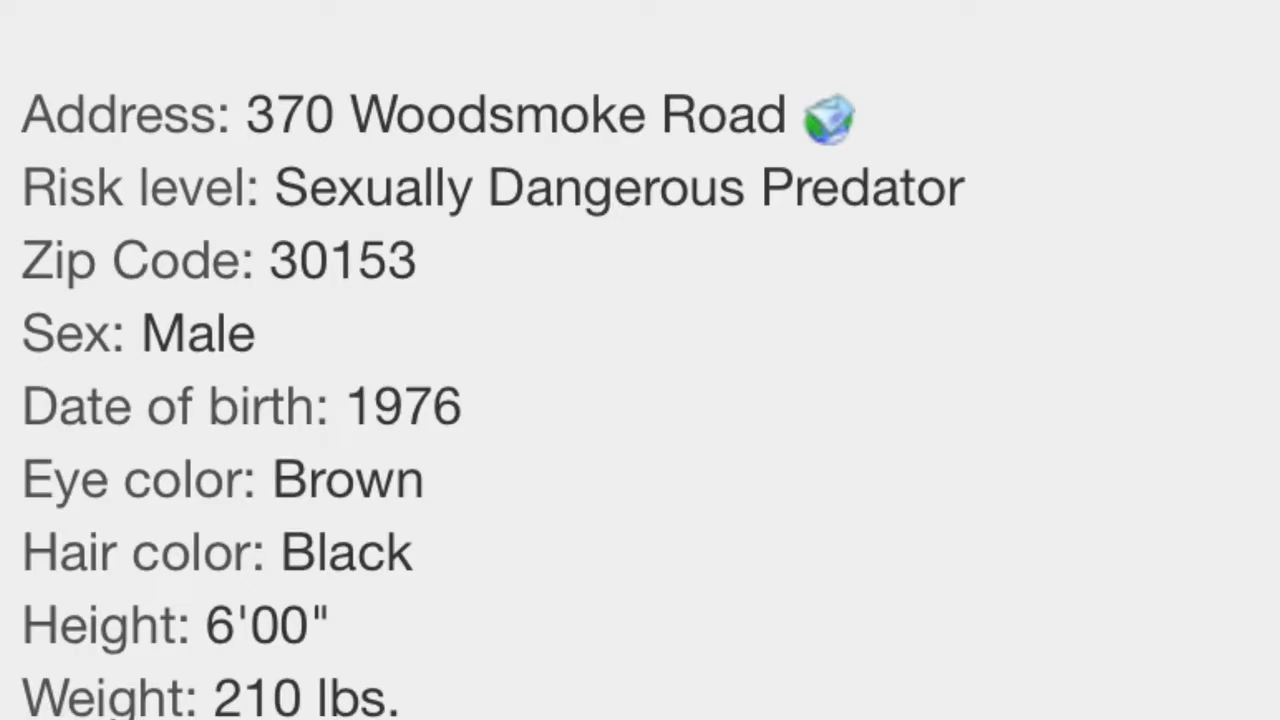 Address: 370 Woodsmoke Road
Risk level: Sexually Dangerous Predator
Zip Code: 30153
Sex: Male
Date of birth: 1976
Eye color: Brown
Hair color: Black
Height: 6'00"
Weight: 210 lbs.